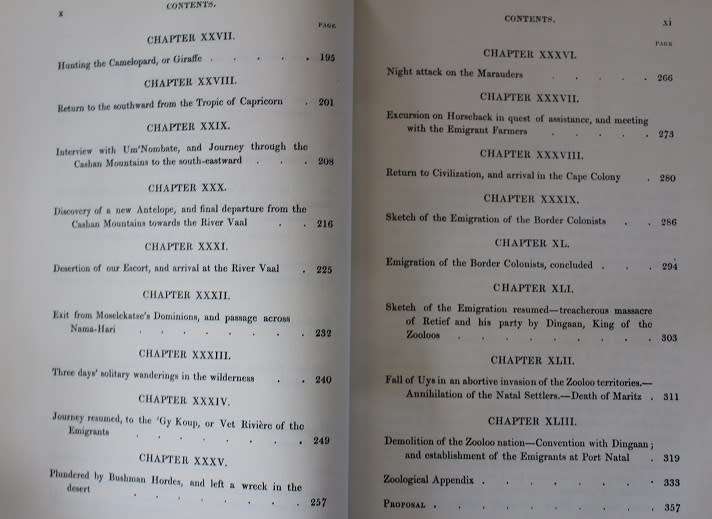 x
CONTENTS.
PAGE
CHAPTER XXVII.
Hunting the Camelopard, or Giraffe . . . . . 195
CHAPTER XXVIII.
Return to the southward from the Tropic of Capricorn . 201
CHAPTER XXIX.
Interview with Um'Nombate, and Journey through the
Cashan Mountains to the south-eastward . . . 208
CHAPTER XXX.
Discovery of a new Antelope, and final departure from the
Cashan Mountains towards the River Vaal . . 216
CHAPTER XXXI.
Desertion of our Escort, and arrival at the River Vaal . 225
CHAPTER XXXII.
Exit from Moselekatse's Dominions, and passage across
Nama-Hari . . . . . . . 232
CHAPTER XXXIII.
Three days' solitary wanderings in the wilderness . . 240
CHAPTER XXXIV.
Journey resumed, to the 'Gy Koup, or Vet Rivière of the
Emigrants . . . . . . . 249
CHAPTER XXXV.
Plundered by Bushman Hordes, and left a wreck in the
desert . . . . . . . 257
CONTENTS.
xi
PAGE
CHAPTER XXXVI.
Night attack on the Marauders . . . . . 266
CHAPTER XXXVII.
Excursion on Horseback in quest of assistance, and meeting
with the Emigrant Farmers . . . . . 273
CHAPTER XXXVIII.
Return to Civilization, and arrival in the Cape Colony . 280
CHAPTER XXXIX.
Sketch of the Emigration of the Border Colonists . . 286
CHAPTER XL.
Emigration of the Border Colonists, concluded . . . 294
CHAPTER XLI.
Sketch of the Emigration resumed—treacherous massacre
of Retief and his party by Dingaan, King of the
Zooloos . . . . . . . . 303
CHAPTER XLII.
Fall of Uys in an abortive invasion of the Zooloo territories.—
Annihilation of the Natal Settlers.—Death of Maritz . 311
CHAPTER XLIII.
Demolition of the Zooloo nation—Convention with Dingaan;
and establishment of the Emigrants at Port Natal . 319
Zoological Appendix . . . . . . . 333
PROPOSAL . . . . . . . . . 357